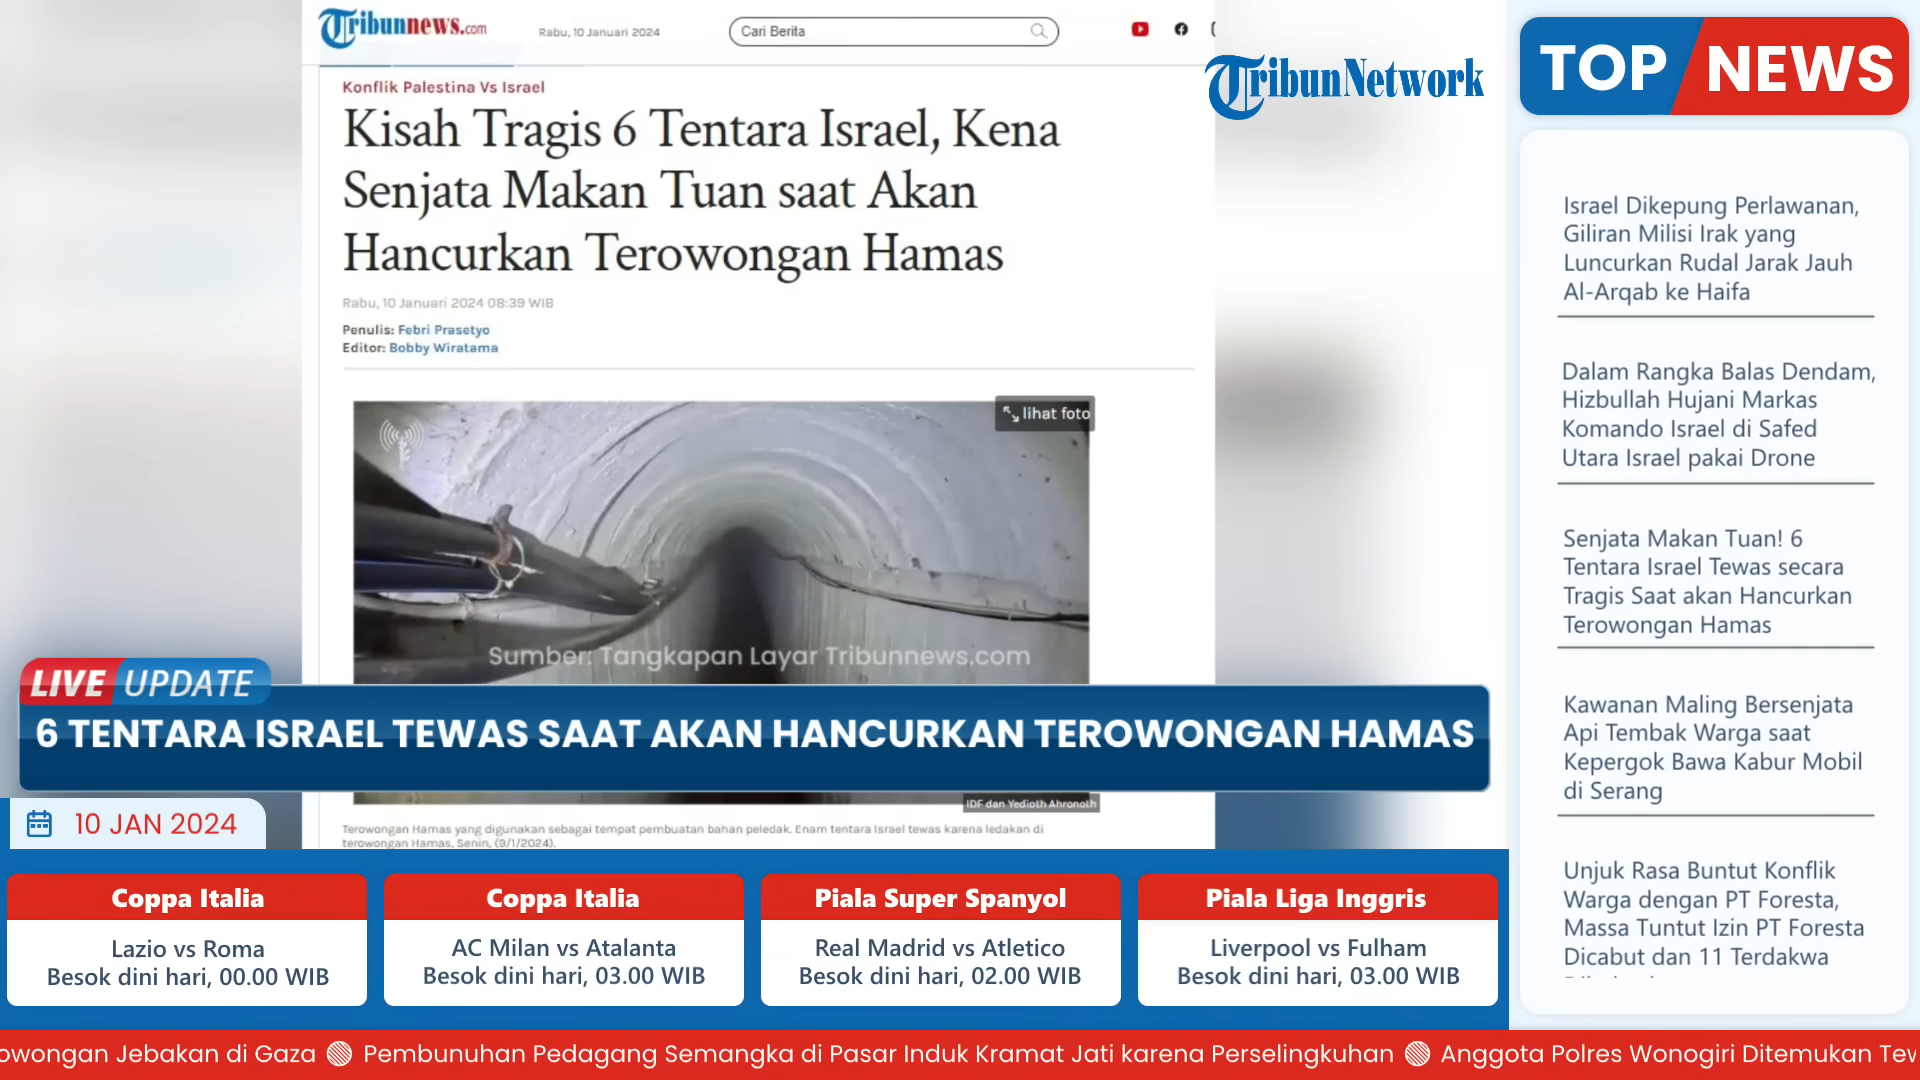 Tribunnews.com
Rabu, 10 Januari 2024
Cari Berita
TribunNetwork
Konflik Palestina Vs Israel
Kisah Tragis 6 Tentara Israel, Kena
Senjata Makan Tuan saat Akan
Hancurkan Terowongan Hamas
Rabu, 10 Januari 2024 08:39 WIB
Penulis: Febri Prasetyo
Editor: Bobby Wiratama
lihat foto
Sumber: Tangkapan Layar Tribunnews.com
LIVE UPDATE
6 TENTARA ISRAEL TEWAS SAAT AKAN HANCURKAN TEROWONGAN HAMAS
IDF dan Yedioth Ahronoth
10 JAN 2024
Terowongan Hamas yang digunakan sebagai tempat pembuatan bahan peledak. Enam tentara Israel tewas karena ledakan di
terowongan Hamas, Senin, (9/1/2024).
TOP NEWS
Israel Dikepung Perlawanan,
Giliran Milisi Irak yang
Luncurkan Rudal Jarak Jauh
Al-Arqab ke Haifa
Dalam Rangka Balas Dendam,
Hizbullah Hujani Markas
Komando Israel di Safed
Utara Israel pakai Drone
Senjata Makan Tuan! 6
Tentara Israel Tewas secara
Tragis Saat akan Hancurkan
Terowongan Hamas
Kawanan Maling Bersenjata
Api Tembak Warga saat
Kepergok Bawa Kabur Mobil
di Serang
Unjuk Rasa Buntut Konflik
Warga dengan PT Foresta,
Massa Tuntut Izin PT Foresta
Dicabut dan 11 Terdakwa
Coppa Italia
Lazio vs Roma
Besok dini hari, 00.00 WIB
Coppa Italia
AC Milan vs Atalanta
Besok dini hari, 03.00 WIB
Piala Super Spanyol
Real Madrid vs Atletico
Besok dini hari, 02.00 WIB
Piala Liga Inggris
Liverpool vs Fulham
Besok dini hari, 03.00 WIB
owongan Jebakan di Gaza Pembunuhan Pedagang Semangka di Pasar Induk Kramat Jati karena Perselingkuhan Anggota Polres Wonogiri Ditemukan Tew